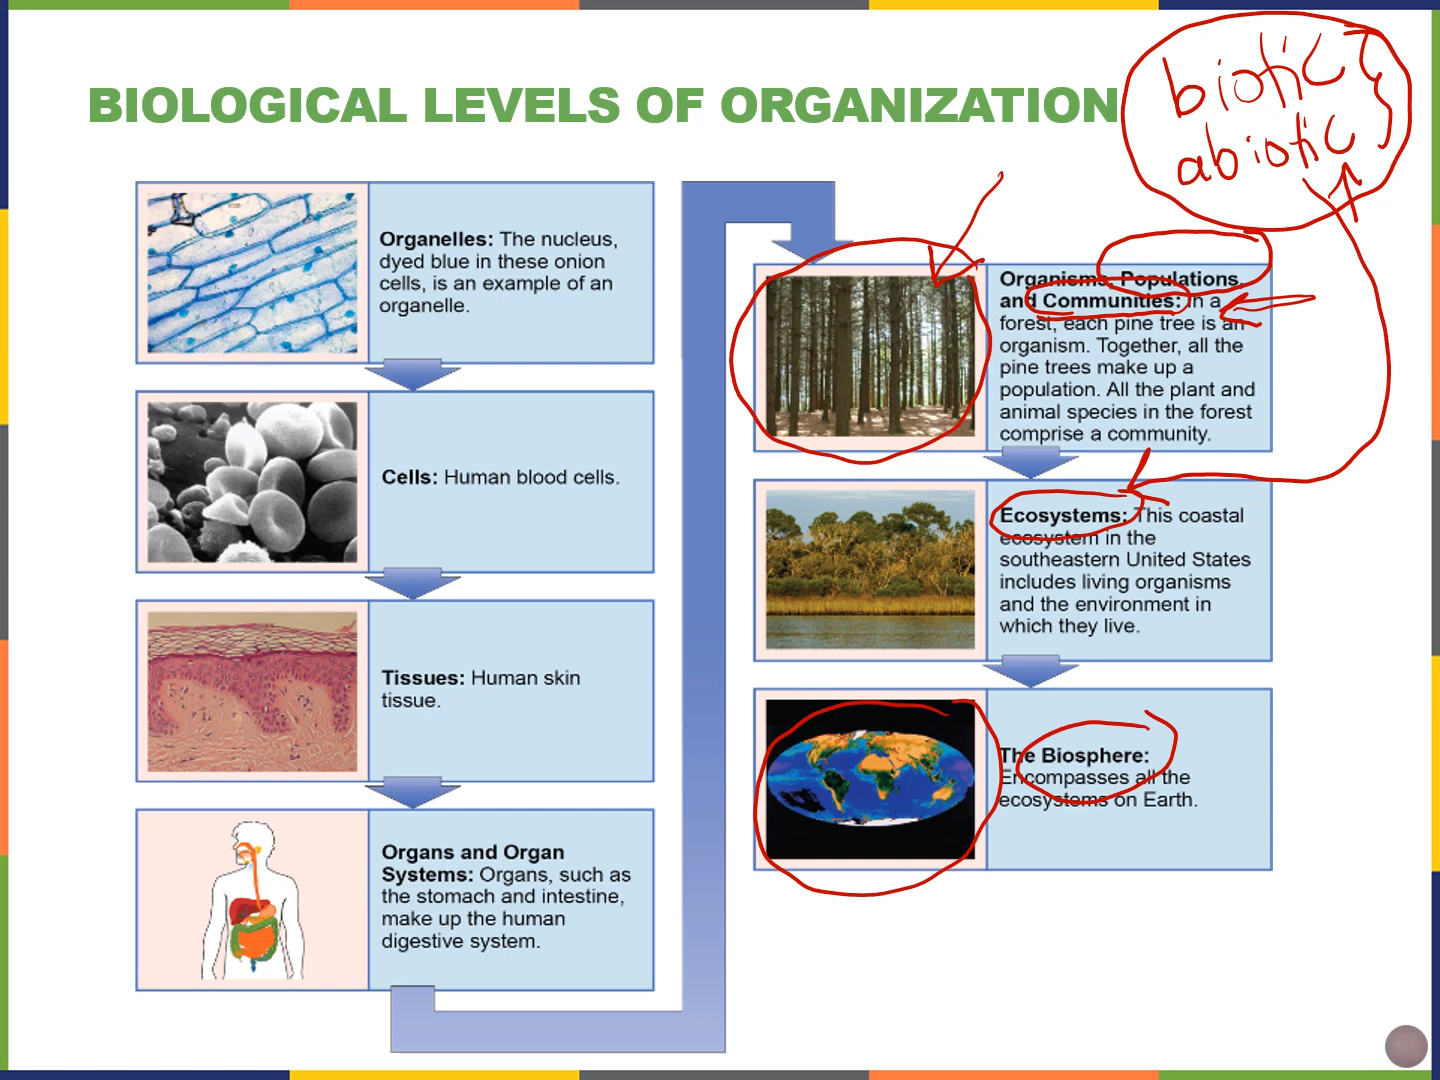 BIOLOGICAL LEVELS OF ORGANIZATION
biotic
abiotic
Organelles: The nucleus,
dyed blue in these onion
cells, is an example of an
organelle.
Cells: Human blood cells.
Tissues: Human skin
tissue.
Organs and Organ
Systems: Organs, such as
the stomach and intestine,
make up the human
digestive system.
Organisms, Populations,
and Communities: In a
forest, each pine tree is an
organism. Together, all the
pine trees make up a
population. All the plant and
animal species in the forest
comprise a community.
Ecosystems: This coastal
ecosystem in the
southeastern United States
includes living organisms
and the environment in
which they live.
The Biosphere:
Encompasses all the
ecosystems on Earth.